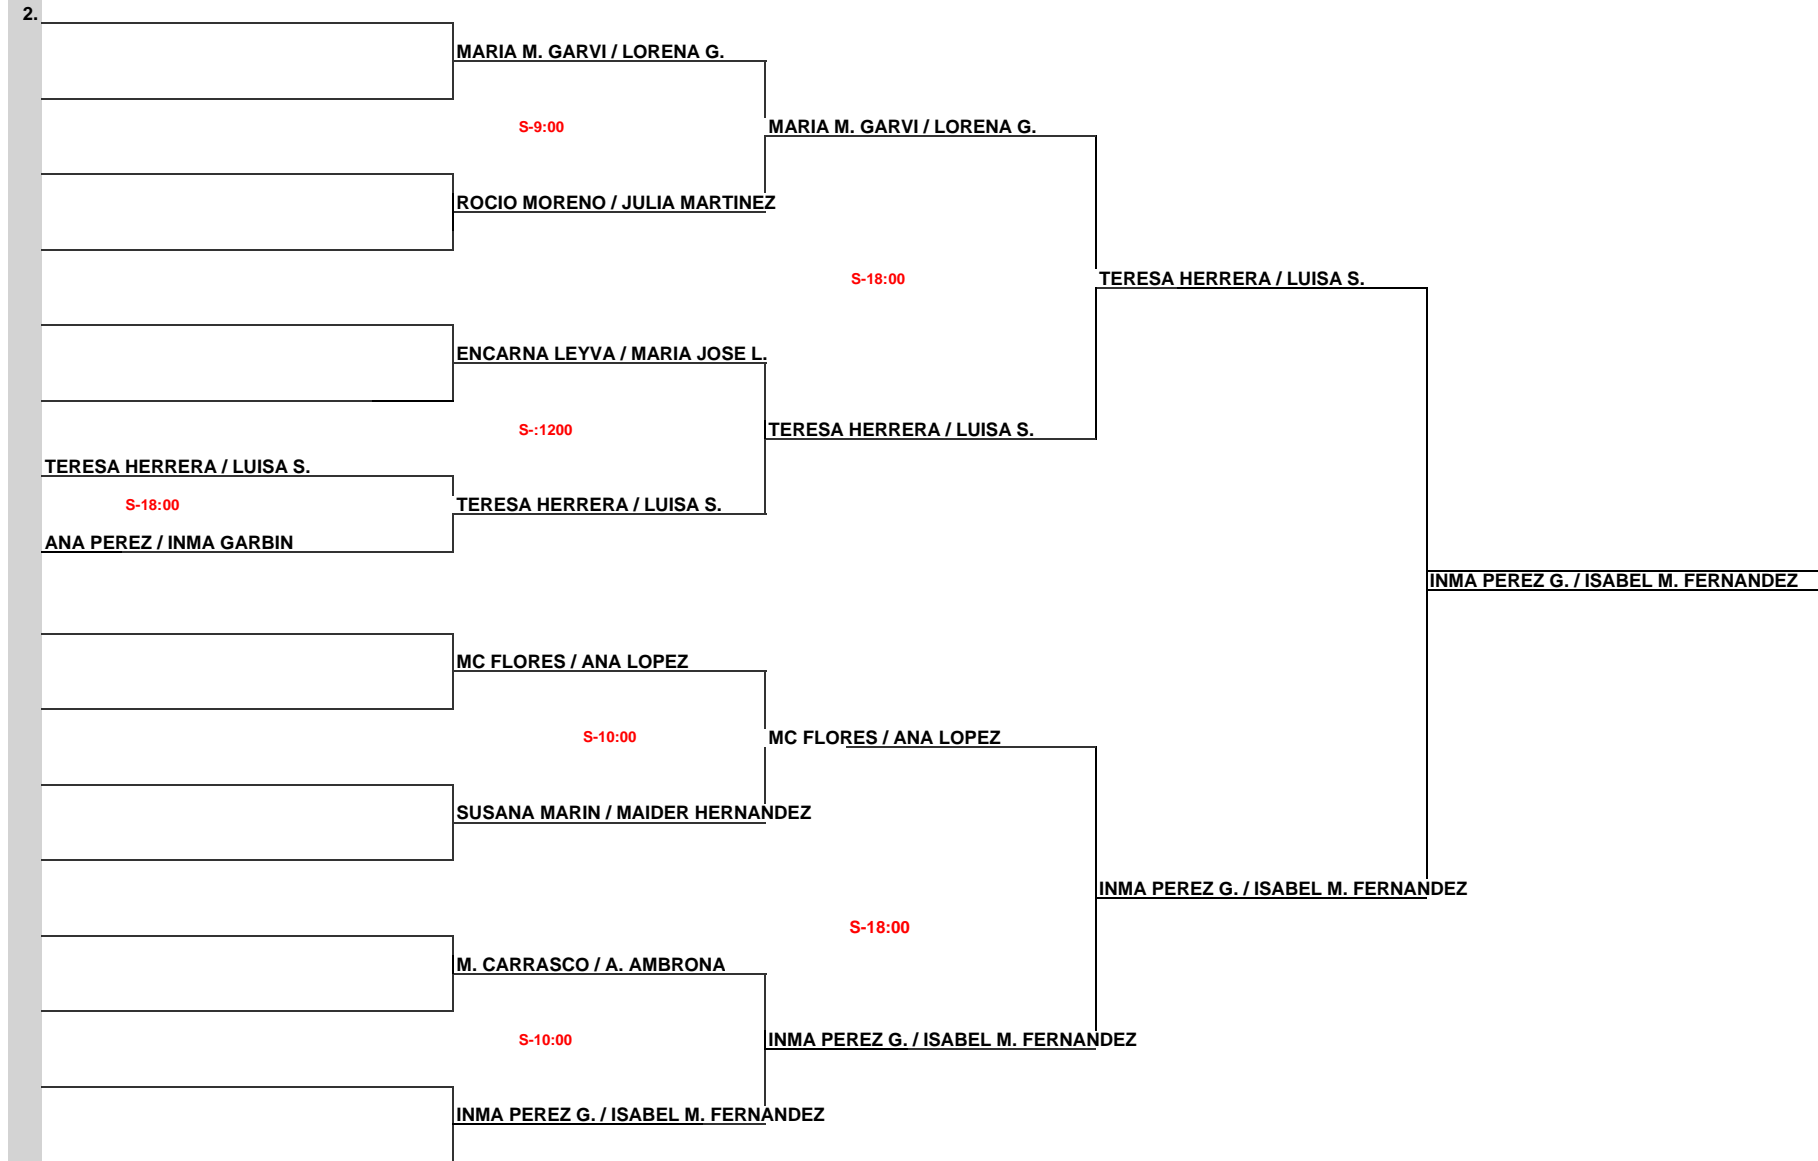 2.
MARIA M. GARVI / LORENA G.
S-9:00
MARIA M. GARVI / LORENA G.
ROCIO MORENO / JULIA MARTINEZ
S-18:00
TERESA HERRERA / LUISA S.
ENCARNA LEYVA / MARIA JOSE L.
S-:1200
TERESA HERRERA / LUISA S.
TERESA HERRERA / LUISA S.
S-18:00
TERESA HERRERA / LUISA S.
ANA PEREZ / INMA GARBIN
INMA PEREZ G. / ISABEL M. FERNANDEZ
MC FLORES / ANA LOPEZ
S-10:00
MC FLORES / ANA LOPEZ
SUSANA MARIN / MAIDER HERNANDEZ
INMA PEREZ G. / ISABEL M. FERNANDEZ
S-18:00
M. CARRASCO / A. AMBRONA
S-10:00
INMA PEREZ G. / ISABEL M. FERNANDEZ
INMA PEREZ G. / ISABEL M. FERNANDEZ